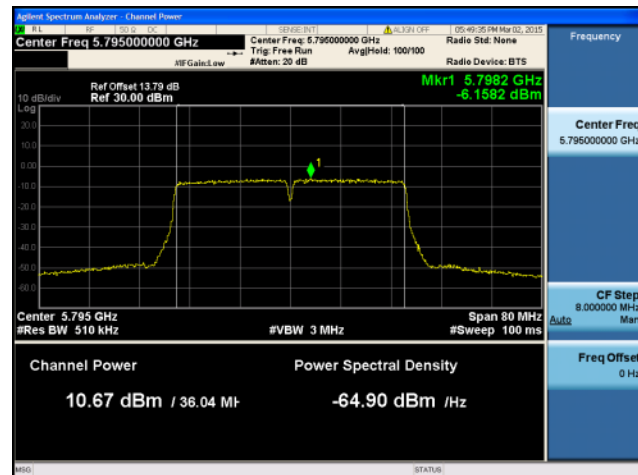 Agilent Spectrum Analyzer - Channel Power
RL RF 50 Ω DC SENSE:INT ALIGN OFF 05:49:35 PM Mar 02, 2015
Center Freq 5.795000000 GHz
Center Freq: 5.795000000 GHz
Radio Std: None
Trig: Free Run Avg|Hold: 100/100
#IFGain:Low #Atten: 20 dB Radio Device: BTS
Ref Offset 13.79 dB
10 dB/div Ref 30.00 dBm
Mkr1 5.7982 GHz
-6.1582 dBm
Log
20.0
10.0
0.00
-10.0
-20.0
-30.0
-40.0
-50.0
-60.0
1
Center 5.795 GHz Span 80 MHz
#Res BW 510 kHz #VBW 3 MHz #Sweep 100 ms
Channel Power Power Spectral Density
10.67 dBm / 36.04 MH -64.90 dBm /Hz
MSG STATUS
Frequency
Center Freq
5.795000000 GHz
CF Step
8.000000 MHz
Auto Man
Freq Offset
0 Hz